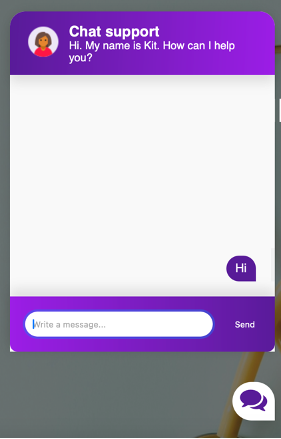 Chat support
Hi. My name is Kit. How can I help
you?
Hi
Write a message...
Send